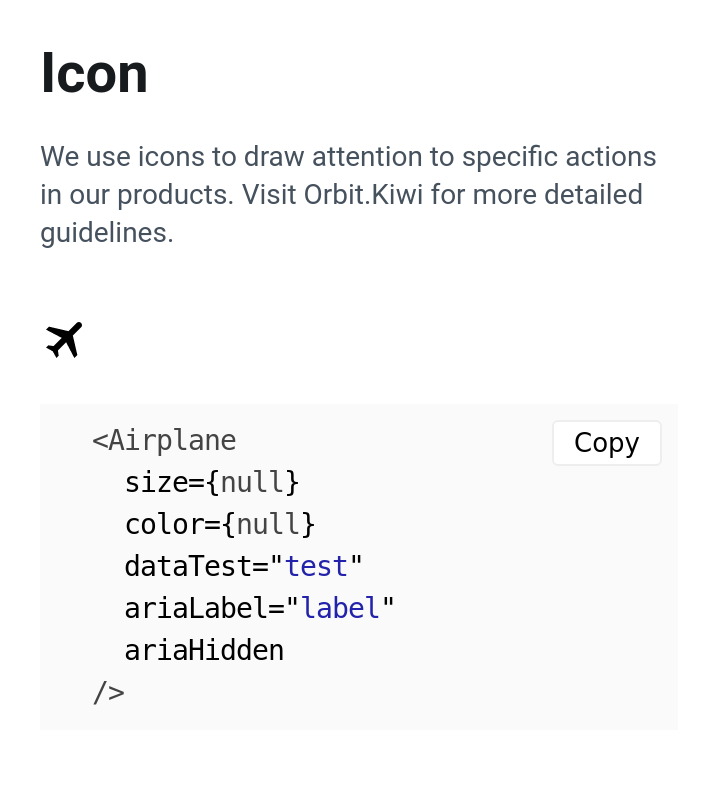 Icon
We use icons to draw attention to specific actions
in our products. Visit Orbit.Kiwi for more detailed
guidelines.
<Airplane
Copy
size={null}
color={null}
dataTest="test"
ariaLabel="label"
ariaHidden
/>